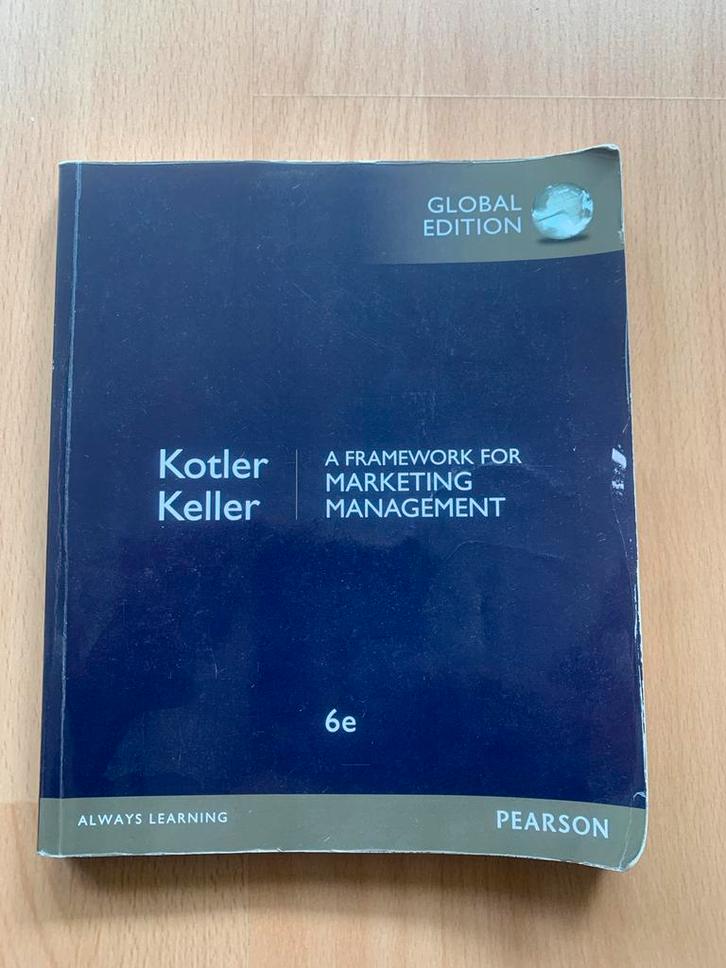 GLOBAL
EDITION
Kotler
Keller
A FRAMEWORK FOR
MARKETING
MANAGEMENT
6e
ALWAYS LEARNING
PEARSON